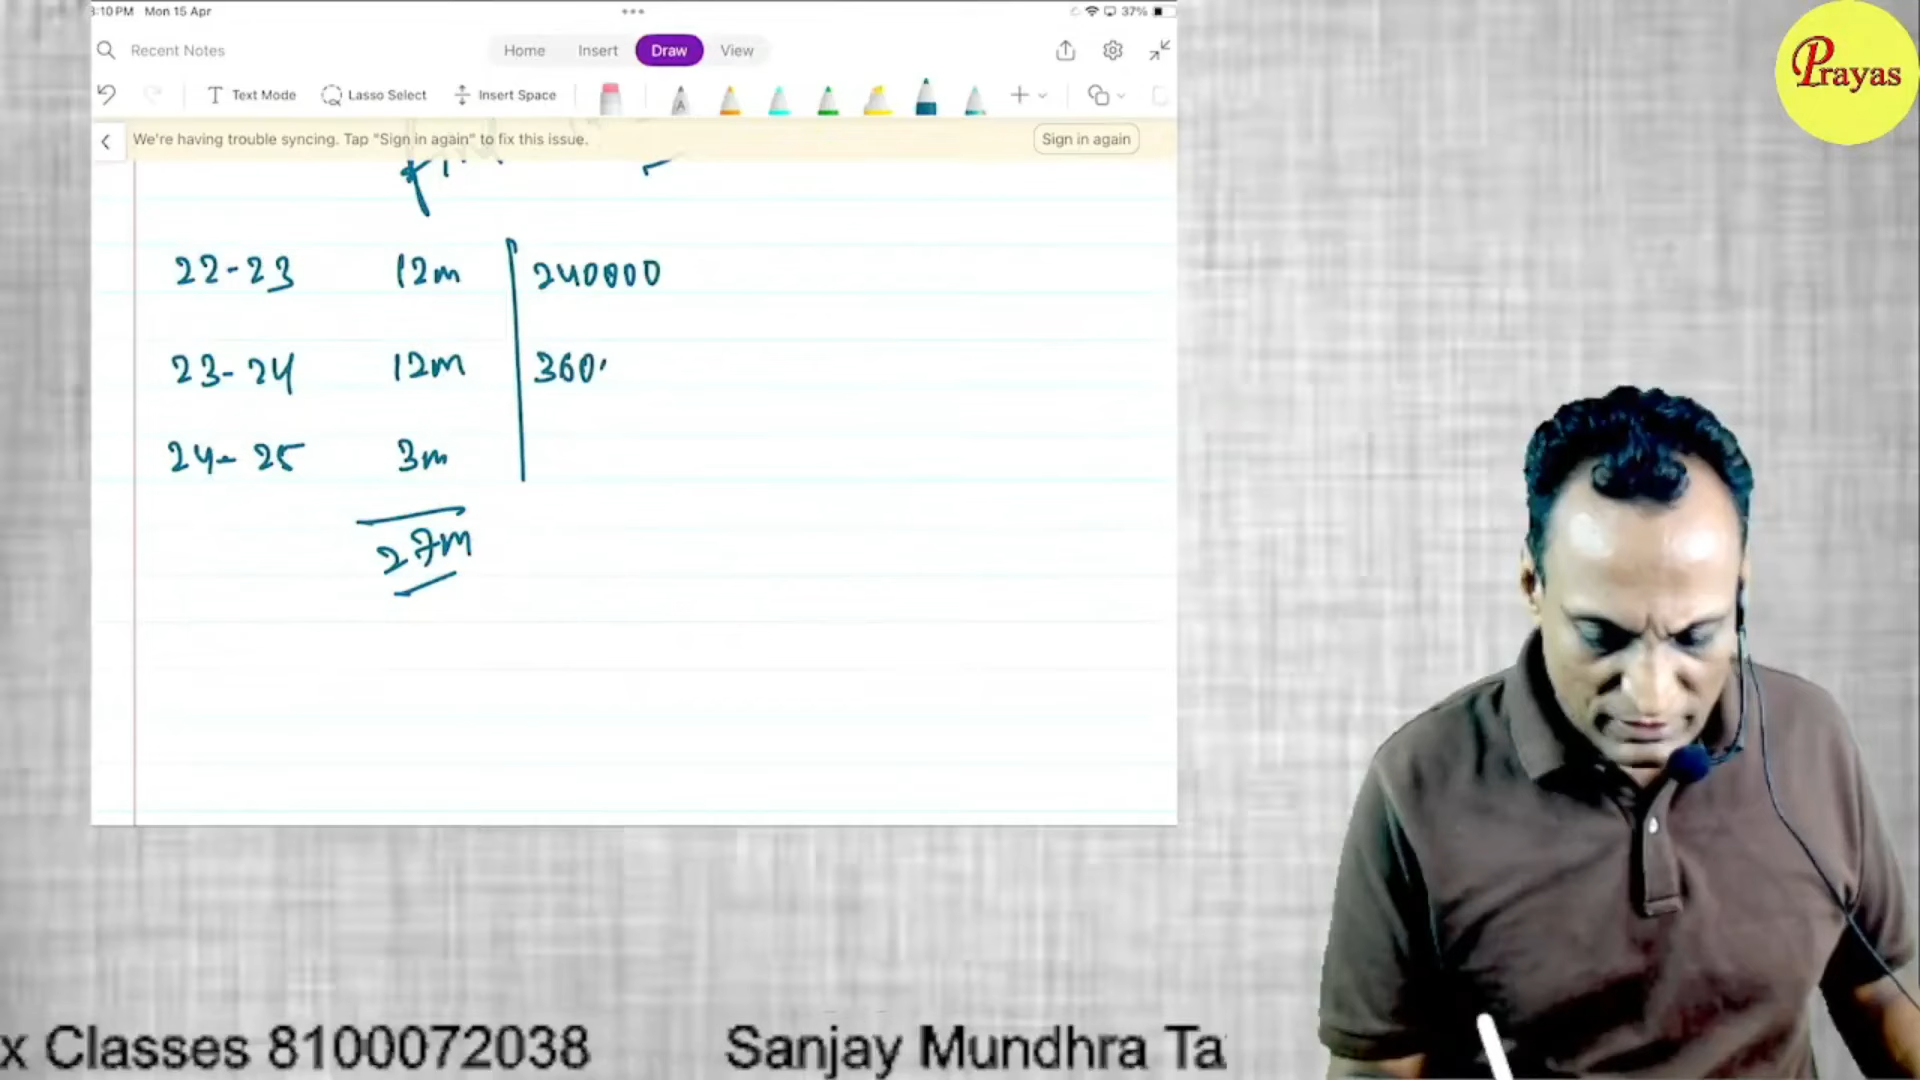 3:10 PM Mon 15 Apr
37%
Recent Notes
Home Insert Draw View
Text Mode Lasso Select Insert Space
We're having trouble syncing. Tap "Sign in again" to fix this issue.
Sign in again
Prayas
22-23 12m 240000
23-24 12m 360
24-25 3m
27m
x Classes 8100072038 Sanjay Mundhra Ta